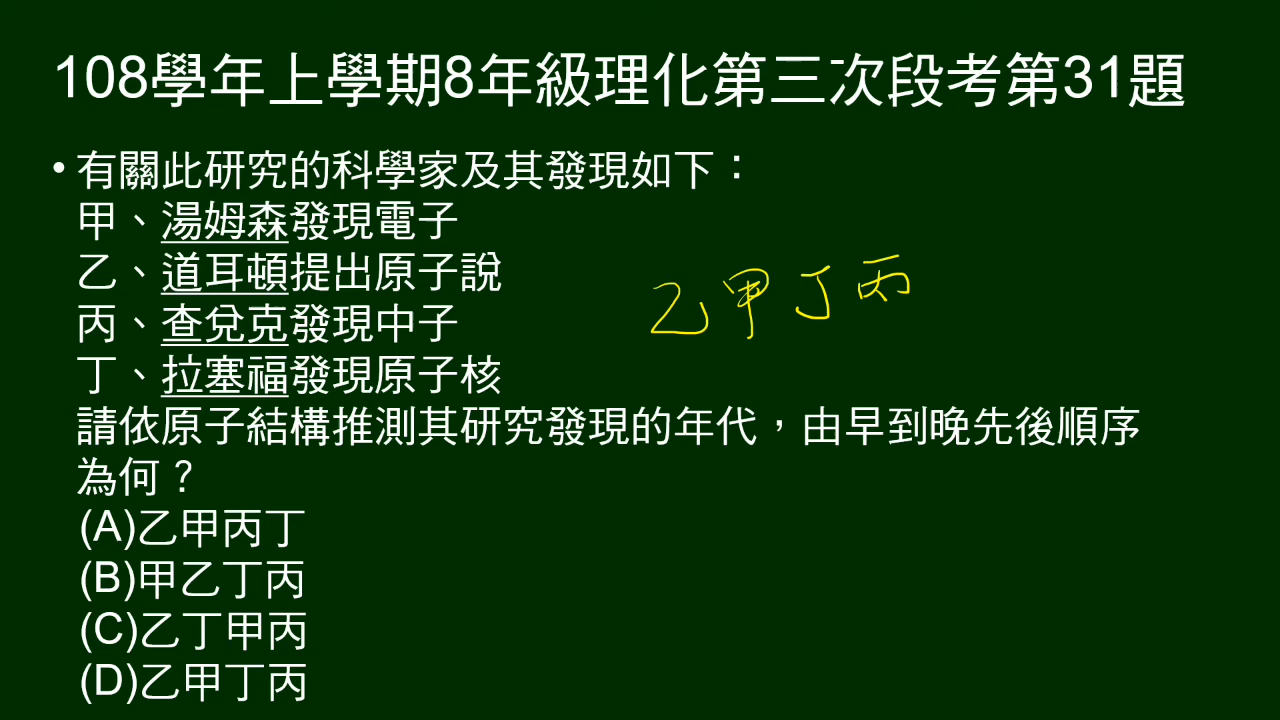 108學年上學期8年級理化第三次段考第31題
•有關此研究的科學家及其發現如下：
甲、湯姆森發現電子
乙、道耳頓提出原子說
乙甲丁丙
丙、查兌克發現中子
丁、拉塞福發現原子核
請依原子結構推測其研究發現的年代，由早到晚先後順序
為何？
(A)乙甲丙丁
(B)甲乙丁丙
(C)乙丁甲丙
(D)乙甲丁丙